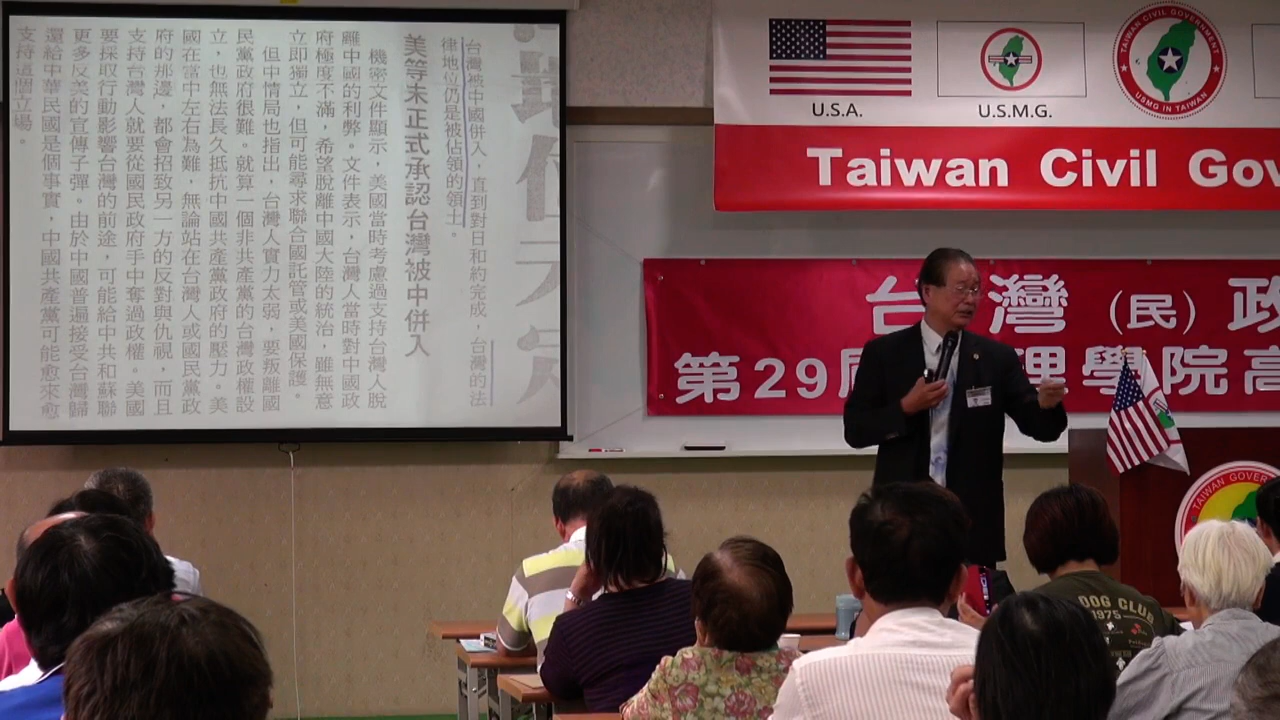 台灣被中國併入，直到對日和約完成，台灣的法
律地位仍是被佔領的領土。
美等未正式承認台灣被中併入
機密文件顯示，美國當時考慮過支持台灣人脫
離中國的利弊。文件表示，台灣人當時對中國政
府極度不滿，希望脫離中國大陸的統治，雖無意
立即獨立，但可能尋求聯合國託管或美國保護。
但中情局也指出，台灣人實力太弱，要叛離國
民黨政府很難。就算一個非共產黨的台灣政權設
立，也無法長久抵抗中國共產黨政府的壓力。美
國在當中左右為難，無論站在台灣人或國民黨政
府的那邊，都會招致另一方的反對與仇視，而且
支持台灣人就要從國民政府手中奪過政權。美國
要採取行動影響台灣的前途，可能給中共和蘇聯
更多反美的宣傳子彈。由於中國普遍接受台灣歸
還給中華民國是個事實，中國共產黨可能愈來愈
支持這個立場。
U.S.A.
U.S.M.G.
TAIWAN CIVIL GOVERNMENT
USMG IN TAIWAN
Taiwan Civil Gov
台灣（民）政
第29屆 理學院高
TAIWAN GOVER
DOG CLUB
1975